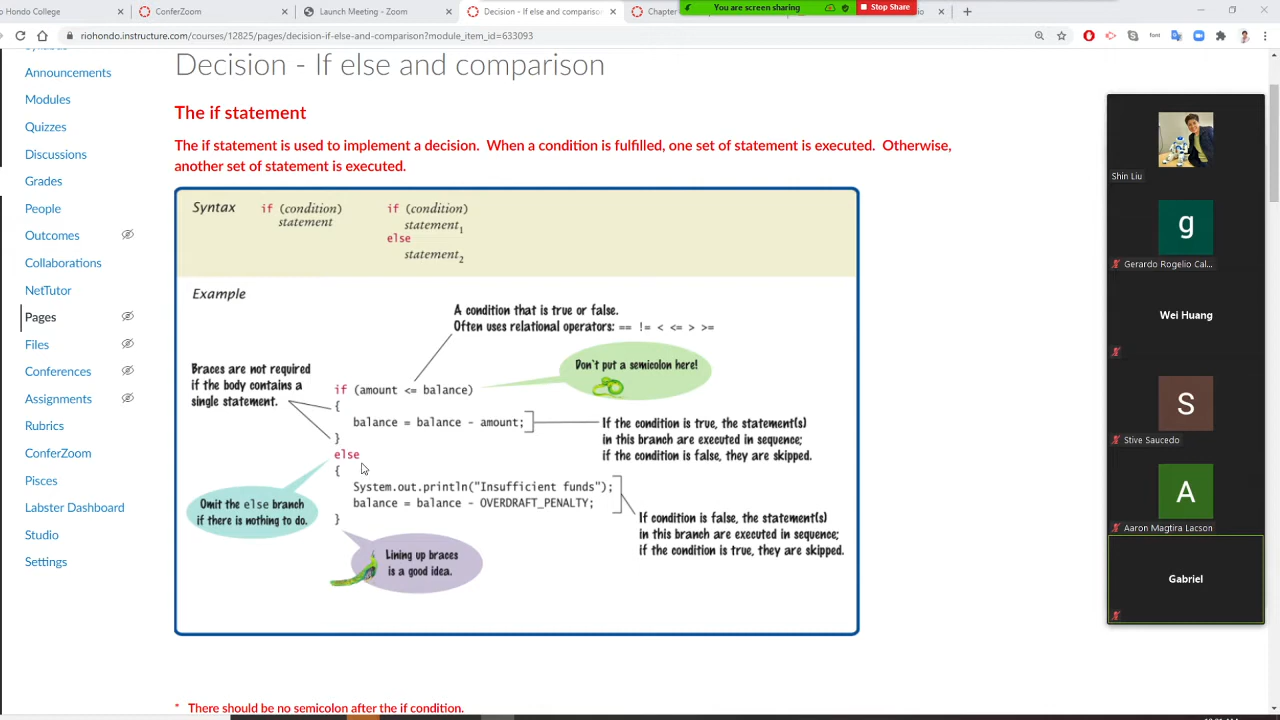 o Hondo College
ConferZoom
Launch Meeting - Zoom
Decision - If else and comparison
Chapter
You are screen sharing
Stop Share
riohondo.instructure.com/courses/12825/pages/decision-if-else-and-comparison?module_item_id=633093
font
Announcements
Modules
Quizzes
Discussions
Grades
People
Outcomes
Collaborations
NetTutor
Pages
Files
Conferences
Assignments
Rubrics
ConferZoom
Pisces
Labster Dashboard
Studio
Settings
Decision - If else and comparison
The if statement
The if statement is used to implement a decision. When a condition is fulfilled, one set of statement is executed. Otherwise,
another set of statement is executed.
Syntax
if (condition)
statement
if (condition)
statement1
else
statement2
Example
A condition that is true or false.
Often uses relational operators: == != < <= > >=
Don't put a semicolon here!
Braces are not required
if the body contains a
single statement.
if (amount <= balance)
{
balance = balance - amount;
}
else
{
System.out.println("Insufficient funds");
balance = balance - OVERDRAFT_PENALTY;
}
If the condition is true, the statement(s)
in this branch are executed in sequence;
if the condition is false, they are skipped.
Omit the else branch
if there is nothing to do.
If condition is false, the statement(s)
in this branch are executed in sequence;
if the condition is true, they are skipped.
Lining up braces
is a good idea.
* There should be no semicolon after the if condition.
Shin Liu
g
Gerardo Rogelio Cal...
Wei Huang
S
Stive Saucedo
A
Aaron Magtira Lacson
Gabriel